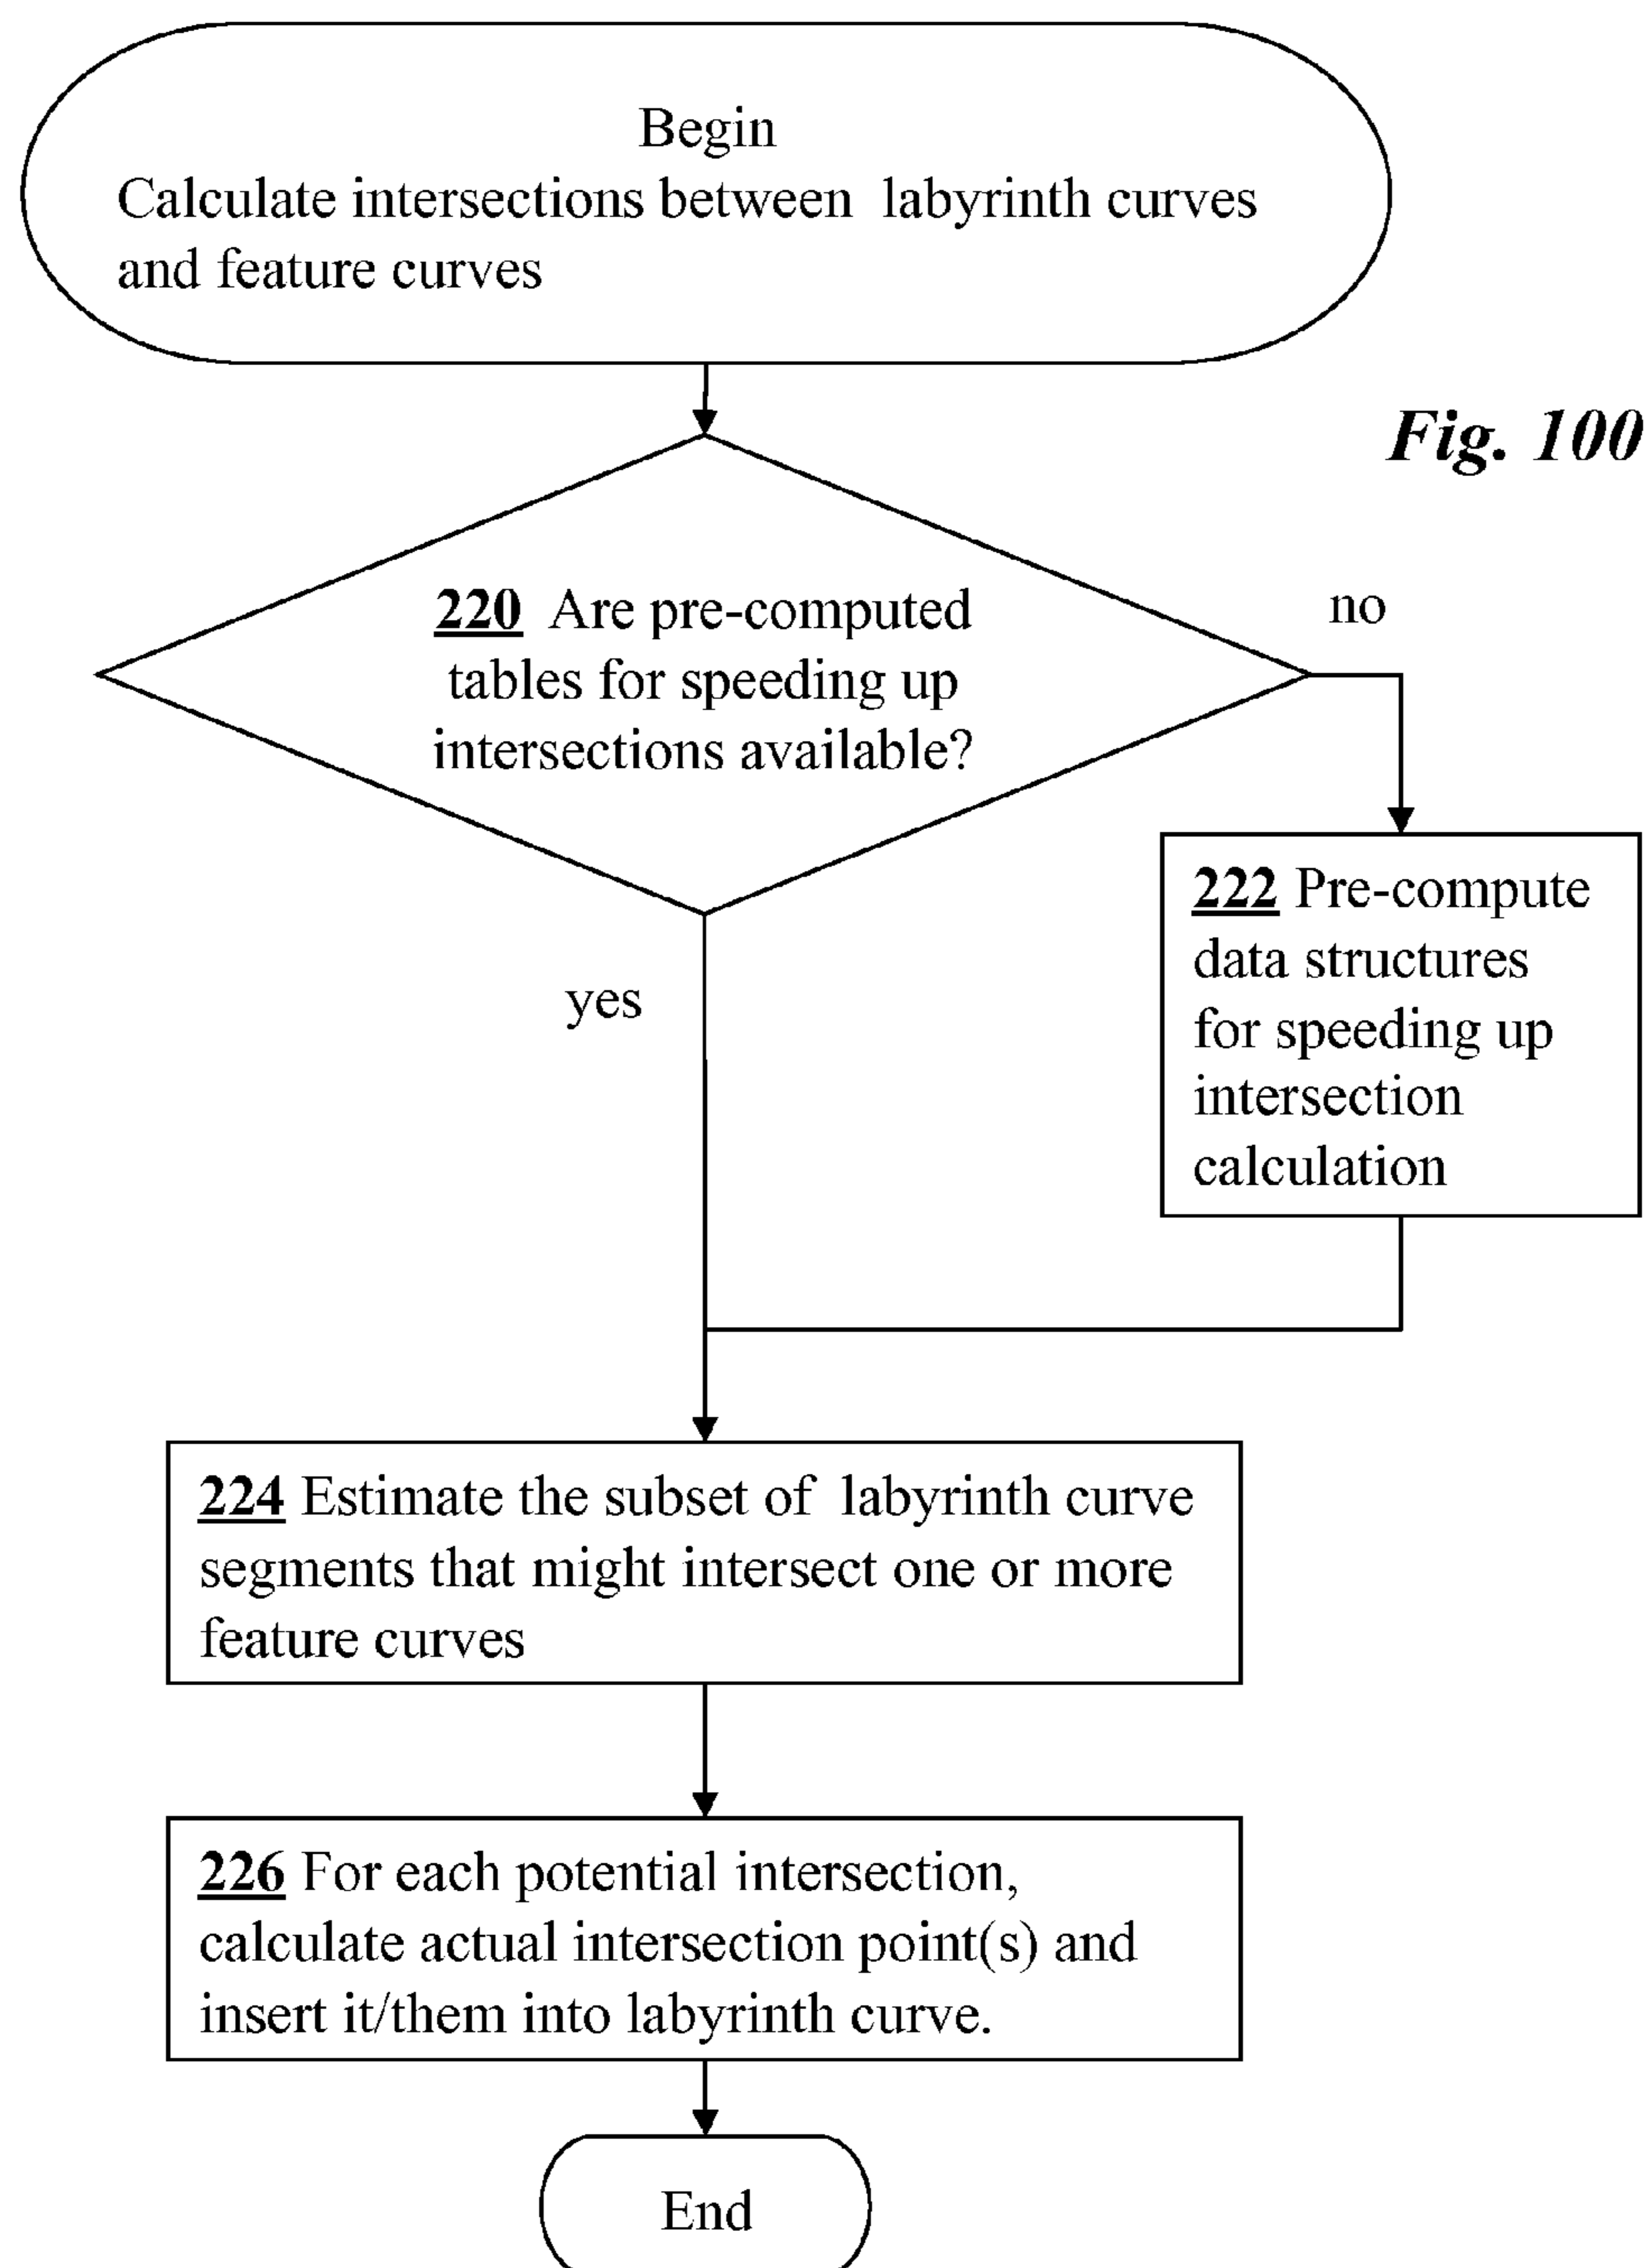 Begin
Calculate intersections between labyrinth curves
and feature curves
Fig. 100
220 Are pre-computed
tables for speeding up
intersections available?
no
222 Pre-compute
data structures
for speeding up
intersection
calculation
yes
224 Estimate the subset of labyrinth curve
segments that might intersect one or more
feature curves
226 For each potential intersection,
calculate actual intersection point(s) and
insert it/them into labyrinth curve.
End